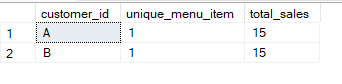 customer_id unique_menu_item total_sales
1 A 1 15
2 B 1 15